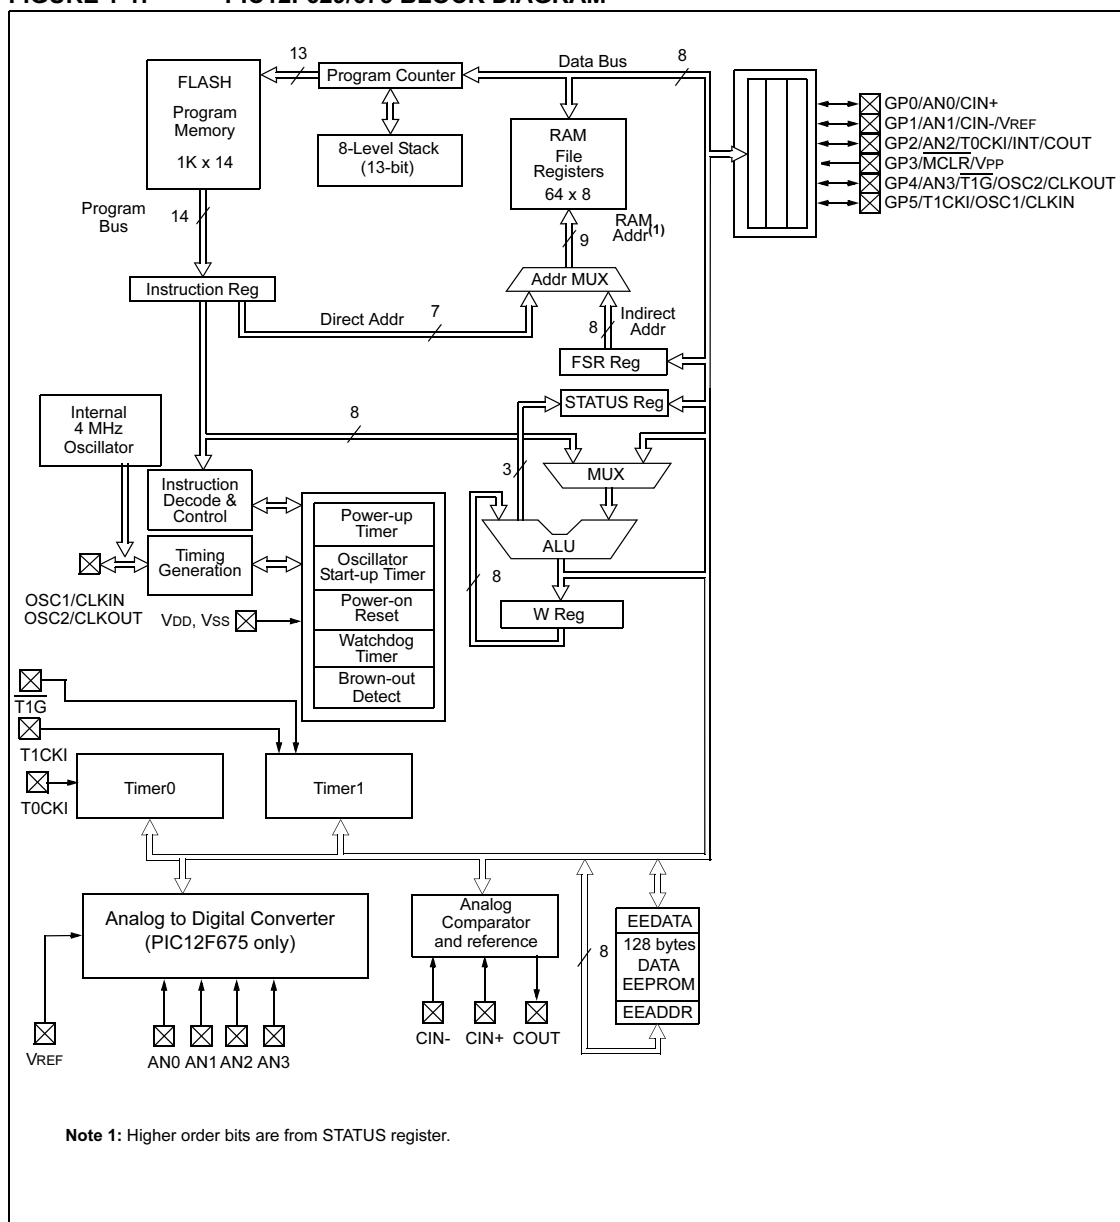 13
Data Bus
8
FLASH
Program
Memory
1K x 14
Program Counter
8-Level Stack
(13-bit)
RAM
File
Registers
64 x 8
GP0/AN0/CIN+
GP1/AN1/CIN-/VREF
GP2/AN2/T0CKI/INT/COUT
GP3/MCLR/VPP
GP4/AN3/T1G/OSC2/CLKOUT
GP5/T1CKI/OSC1/CLKIN
Program
Bus
14
RAM
Addr(1)
9
Addr MUX
Instruction Reg
Direct Addr
7
Indirect
Addr
8
FSR Reg
STATUS Reg
Internal
4 MHz
Oscillator
8
3
MUX
Instruction
Decode &
Control
Timing
Generation
OSC1/CLKIN
OSC2/CLKOUT
VDD, VSS
Power-up
Timer
Oscillator
Start-up Timer
Power-on
Reset
Watchdog
Timer
Brown-out
Detect
ALU
8
W Reg
T1G
T1CKI
T0CKI
Timer0
Timer1
Analog to Digital Converter
(PIC12F675 only)
Analog
Comparator
and reference
EEDATA
128 bytes
DATA
EEPROM
EEADDR
8
VREF
AN0 AN1 AN2 AN3
CIN- CIN+ COUT
Note 1: Higher order bits are from STATUS register.